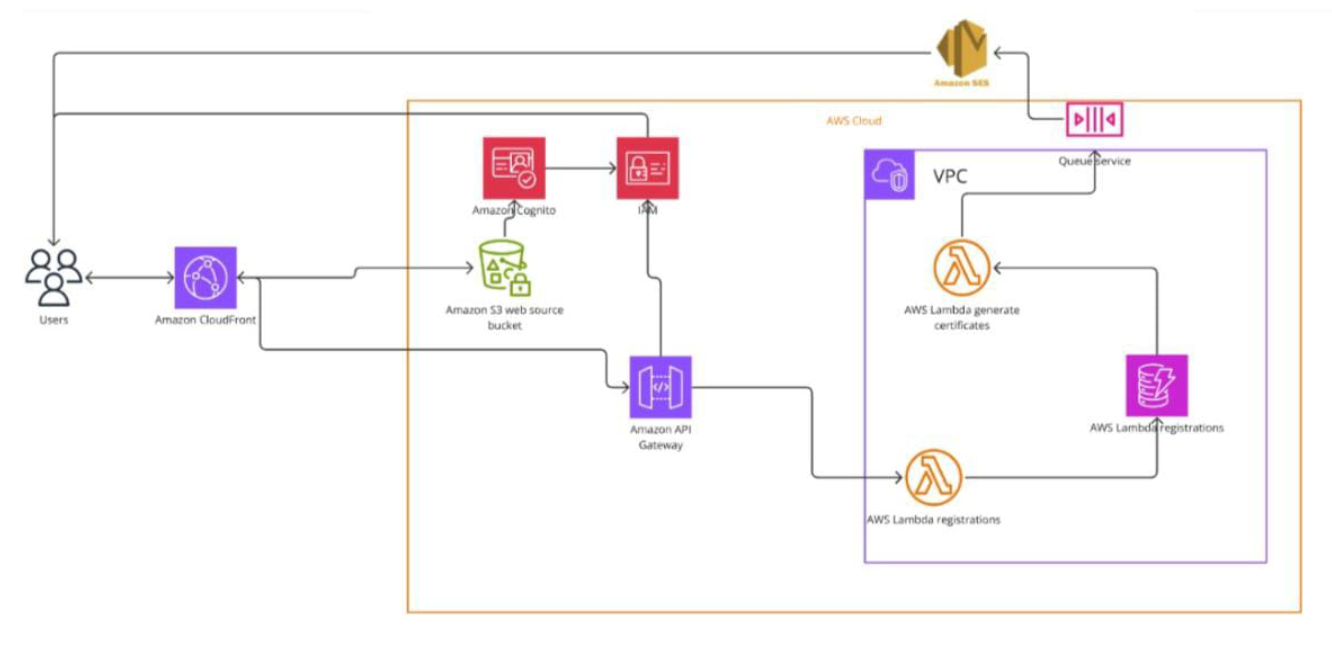 Amazon SES
AWS Cloud
Queue service
VPC
Amazon Cognito
IAM
Users
Amazon CloudFront
Amazon S3 web source
bucket
AWS Lambda generate
certificates
Amazon API
Gateway
AWS Lambda registrations
AWS Lambda registrations